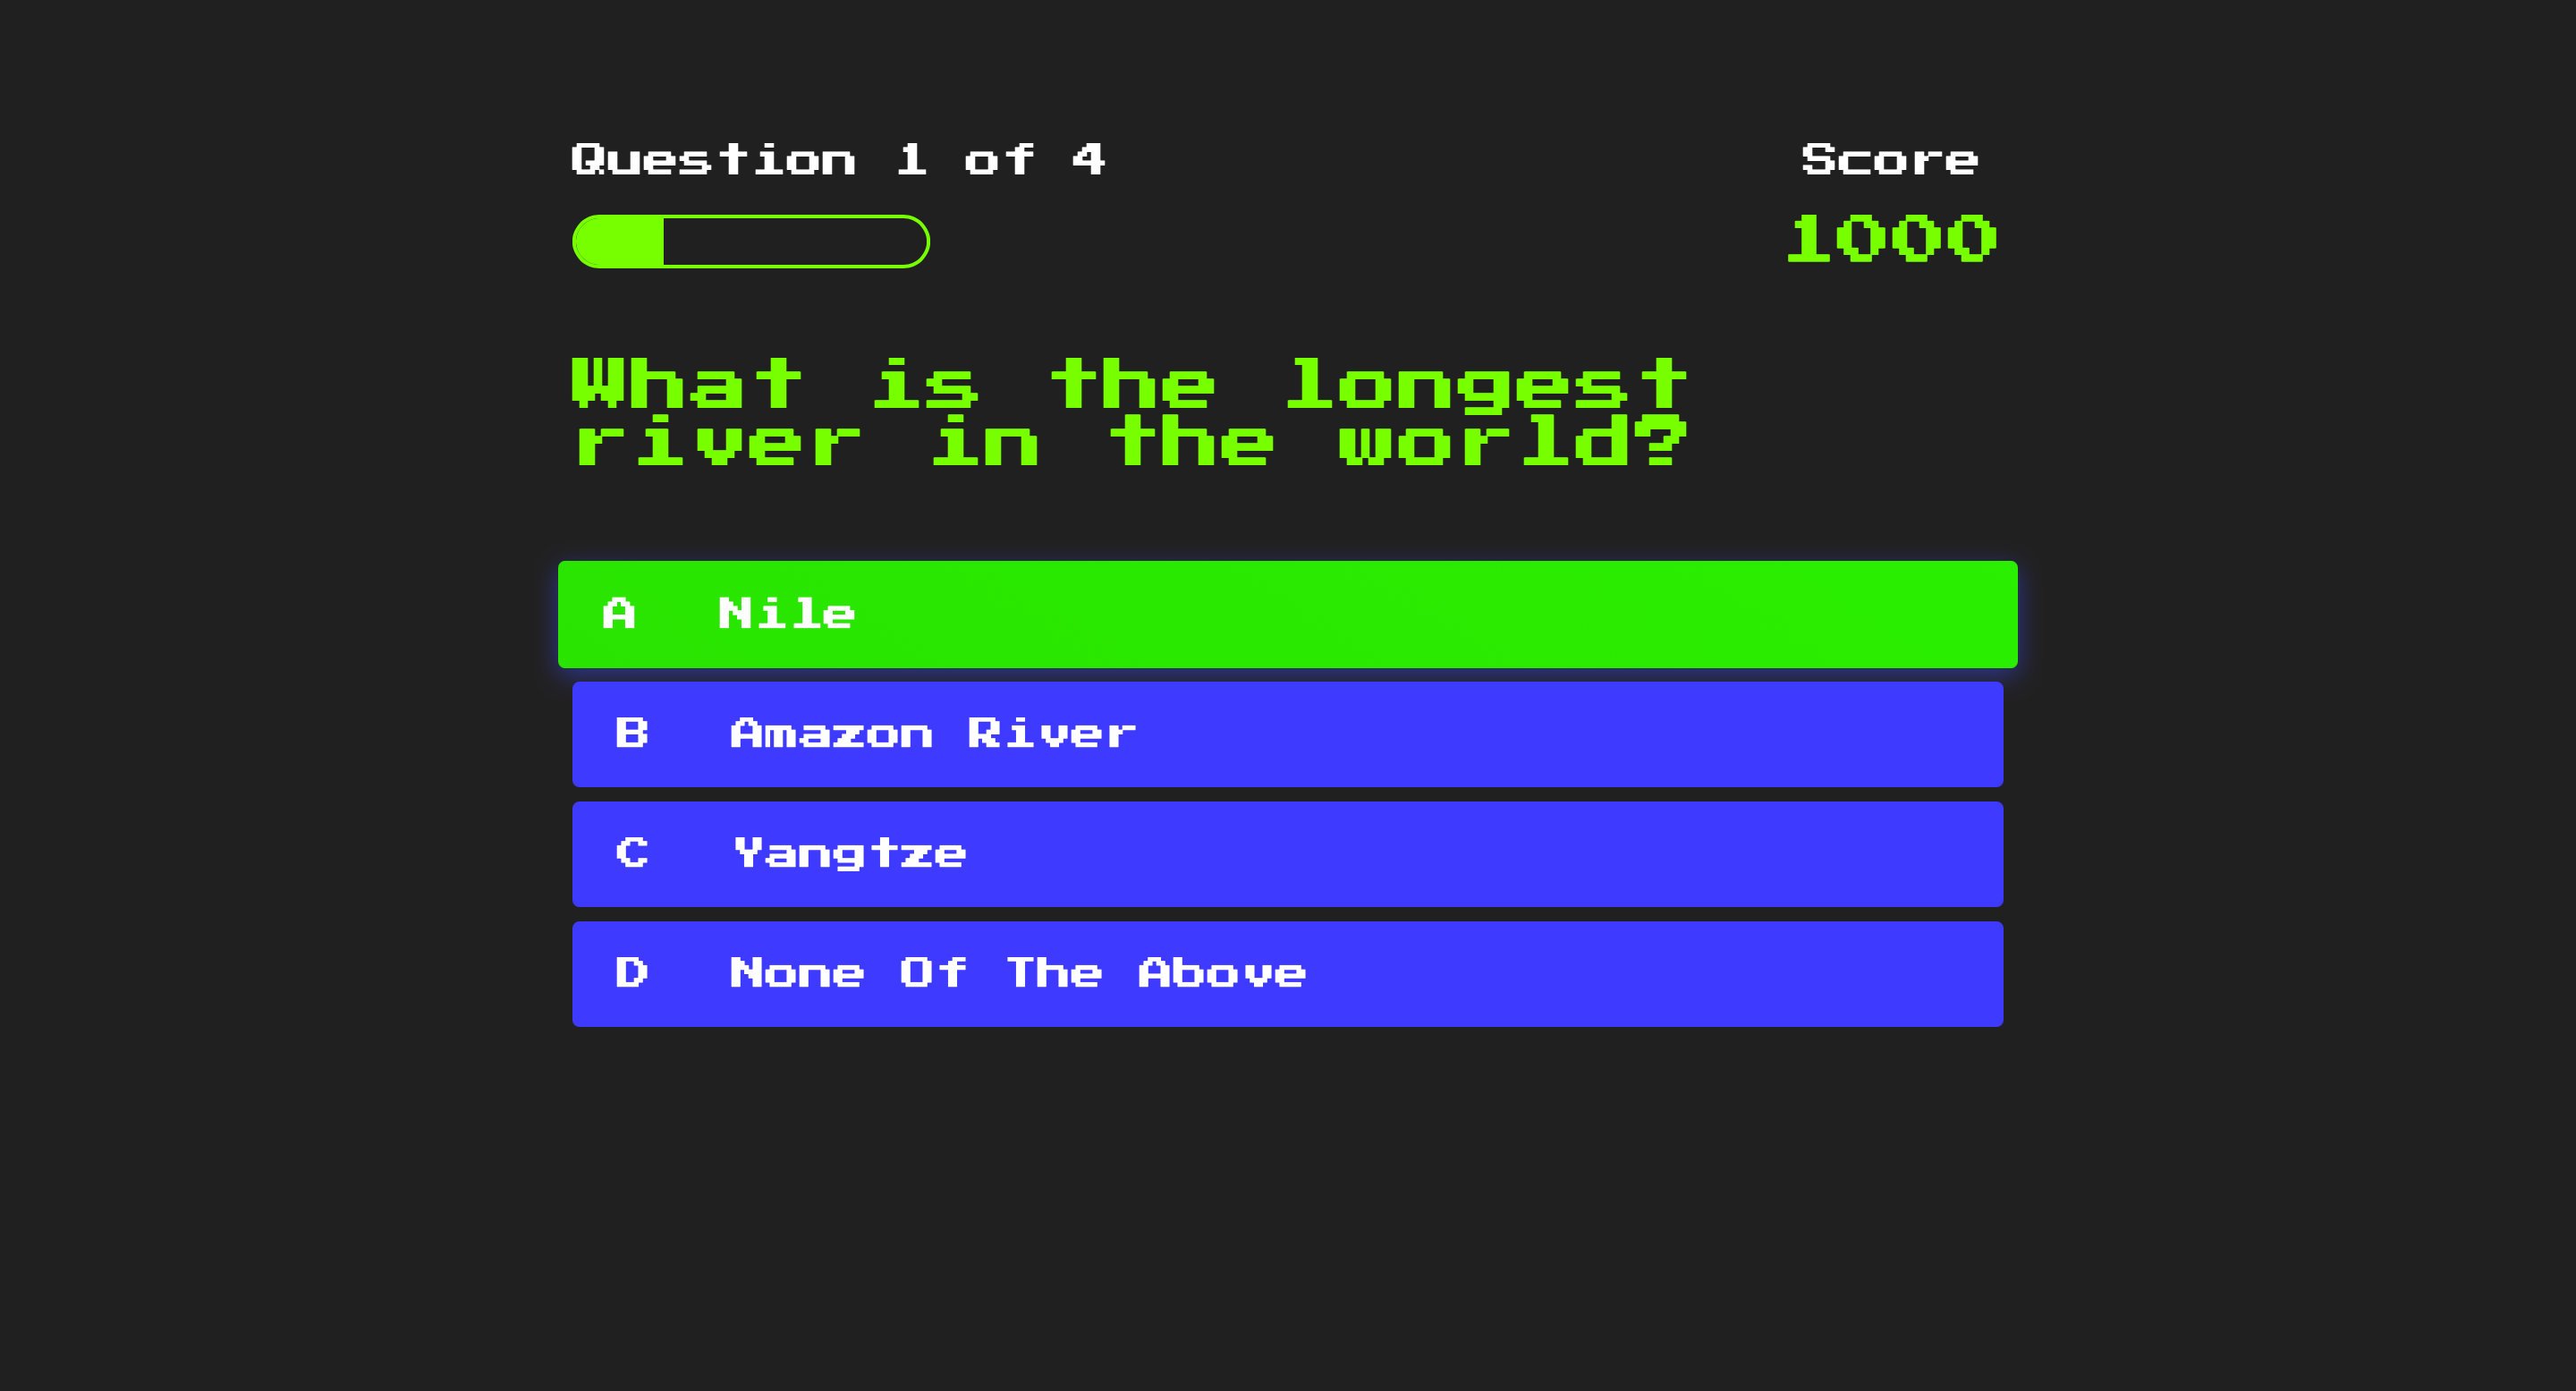 Question 1 of 4
Score
1000
What is the longest
river in the world?
A Nile
B Amazon River
C Yangtze
D None Of The Above